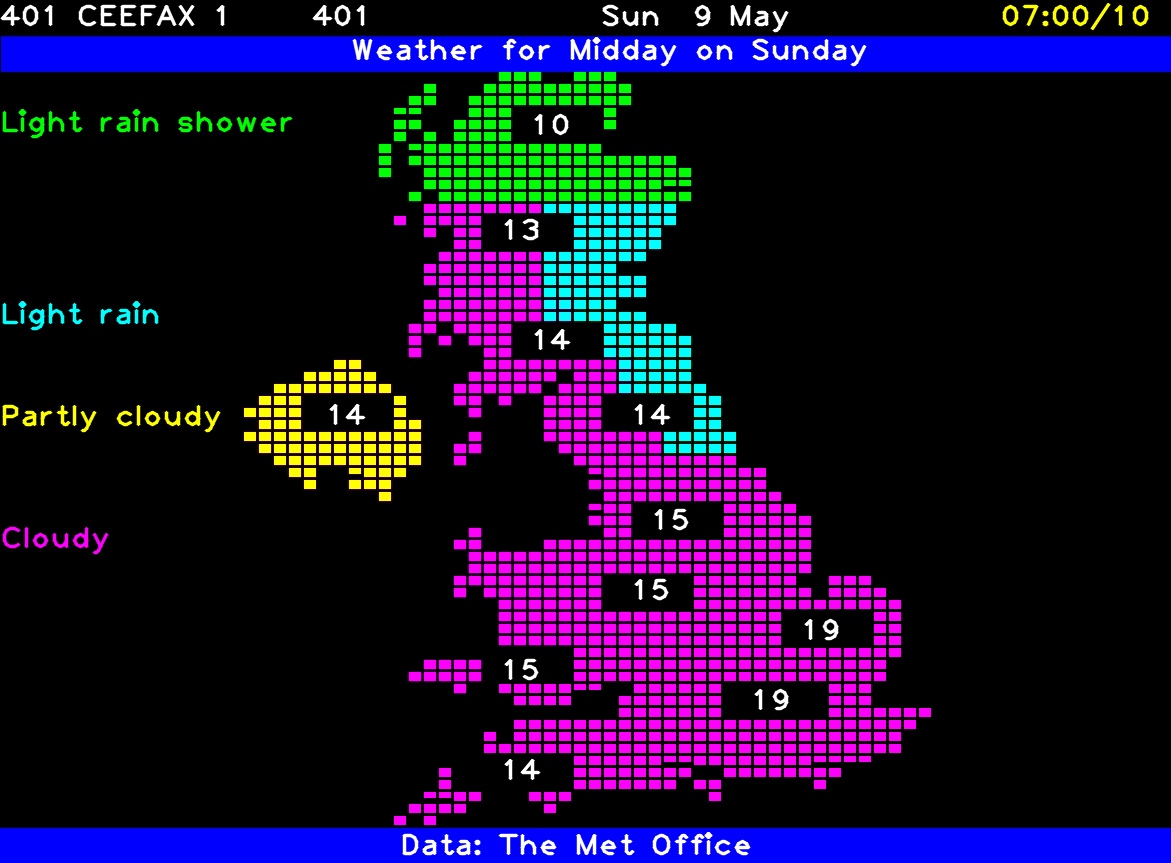 401 CEEFAX 1 401 Sun 9 May 07:00/10
Weather for Midday on Sunday
Light rain shower
10
13
Light rain
14
Partly cloudy
14
14
15
Cloudy
15
19
15
19
14
Data: The Met Office